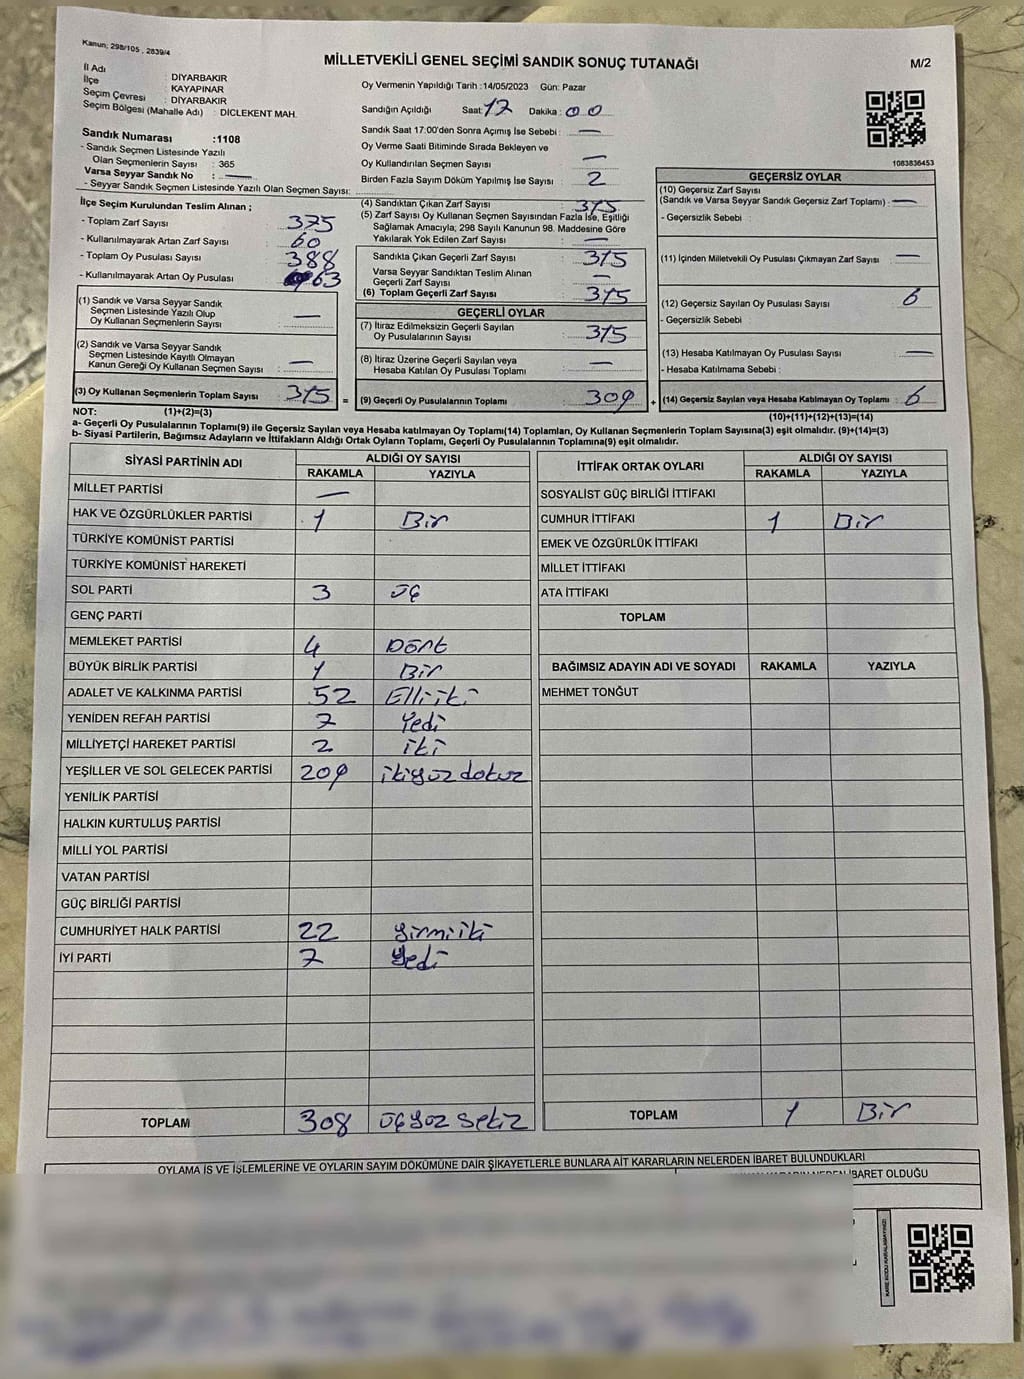 Kanun; 298/105 , 2839/4
MİLLETVEKİLİ GENEL SEÇİMİ SANDIK SONUÇ TUTANAĞI
M/2
İl Adı : DİYARBAKIR
İlçe : KAYAPINAR
Seçim Çevresi : DİYARBAKIR
Seçim Bölgesi (Mahalle Adı) : DİCLEKENT MAH.
Sandık Numarası :1108
- Sandık Seçmen Listesinde Yazılı
Olan Seçmenlerin Sayısı : 365
Varsa Seyyar Sandık No : —
- Seyyar Sandık Seçmen Listesinde Yazılı Olan Seçmen Sayısı:
Oy Vermenin Yapıldığı Tarih :14/05/2023 Gün: Pazar
Sandığın Açıldığı Saat: 17 Dakika : 00
Sandık Saat 17:00'den Sonra Açımış İse Sebebi : —
Oy Verme Saati Bitiminde Sırada Bekleyen ve
Oy Kullandırılan Seçmen Sayısı : —
Birden Fazla Sayım Döküm Yapılmış İse Sayısı : 2
1083836453
İlçe Seçim Kurulundan Teslim Alınan ;
- Toplam Zarf Sayısı : 375
- Kullanılmayarak Artan Zarf Sayısı : 60
- Toplam Oy Pusulası Sayısı : 388
- Kullanılmayarak Artan Oy Pusulası : 63
(1) Sandık ve Varsa Seyyar Sandık
Seçmen Listesinde Yazılı Olup
Oy Kullanan Seçmenlerin Sayısı : —
(2) Sandık ve Varsa Seyyar Sandık
Seçmen Listesinde Kayıtlı Olmayan
Kanun Gereği Oy Kullanan Seçmen Sayısı : —
(3) Oy Kullanan Seçmenlerin Toplam Sayısı : 315 =
(4) Sandıktan Çıkan Zarf Sayısı : 315
(5) Zarf Sayısı Oy Kullanan Seçmen Sayısından Fazla İse, Eşitliği
Sağlamak Amacıyla; 298 Sayılı Kanunun 98. Maddesine Göre
Yakılarak Yok Edilen Zarf Sayısı : —
Sandıkta Çıkan Geçerli Zarf Sayısı : 315
Varsa Seyyar Sandıktan Teslim Alınan
Geçerli Zarf Sayısı : —
(6) Toplam Geçerli Zarf Sayısı : 315
GEÇERLİ OYLAR
(7) İtiraz Edilmeksizin Geçerli Sayılan
Oy Pusulalarının Sayısı : 315
(8) İtiraz Üzerine Geçerli Sayılan veya
Hesaba Katılan Oy Pusulası Toplamı : —
(9) Geçerli Oy Pusulalarının Toplamı : 309 +
GEÇERSİZ OYLAR
(10) Geçersiz Zarf Sayısı
(Sandık ve Varsa Seyyar Sandık Geçersiz Zarf Toplamı) : —
- Geçersizlik Sebebi :
(11) İçinden Milletvekili Oy Pusulası Çıkmayan Zarf Sayısı : —
(12) Geçersiz Sayılan Oy Pusulası Sayısı : 6
- Geçersizlik Sebebi :
(13) Hesaba Katılmayan Oy Pusulası Sayısı : —
- Hesaba Katılmama Sebebi :
(14) Geçersiz Sayılan veya Hesaba Katılmayan Oy Toplamı : 6
NOT: (1)+(2)=(3)
(10)+(11)+(12)+(13)=(14)
a- Geçerli Oy Pusulalarının Toplamı(9) ile Geçersiz Sayılan veya Hesaba katılmayan Oy Toplamı(14) Toplamları, Oy Kullanan Seçmenlerin Toplam Sayısına(3) eşit olmalıdır. (9)+(14)=(3)
b- Siyasi Partilerin, Bağımsız Adayların ve İttifakların Aldığı Ortak Oyların Toplamı, Geçerli Oy Pusulalarının Toplamına(9) eşit olmalıdır.
SİYASİ PARTİNİN ADI ALDIĞI OY SAYISI
RAKAMLA YAZIYLA
MİLLET PARTİSİ —
HAK VE ÖZGÜRLÜKLER PARTİSİ 1 Bir
TÜRKİYE KOMÜNİST PARTİSİ
TÜRKİYE KOMÜNİST HAREKETİ
SOL PARTİ 3 üç
GENÇ PARTİ
MEMLEKET PARTİSİ 4 Dört
BÜYÜK BİRLİK PARTİSİ 1 Bir
ADALET VE KALKINMA PARTİSİ 52 Elliiki
YENİDEN REFAH PARTİSİ 7 Yedi
MİLLİYETÇİ HAREKET PARTİSİ 2 iki
YEŞİLLER VE SOL GELECEK PARTİSİ 209 ikiyüz dokuz
YENİLİK PARTİSİ
HALKIN KURTULUŞ PARTİSİ
MİLLİ YOL PARTİSİ
VATAN PARTİSİ
GÜÇ BİRLİĞİ PARTİSİ
CUMHURİYET HALK PARTİSİ 22 yirmiiki
İYİ PARTİ 7 yedi
TOPLAM 308 üçyüz sekiz
İTTİFAK ORTAK OYLARI ALDIĞI OY SAYISI
RAKAMLA YAZIYLA
SOSYALİST GÜÇ BİRLİĞİ İTTİFAKI
CUMHUR İTTİFAKI 1 Bir
EMEK VE ÖZGÜRLÜK İTTİFAKI
MİLLET İTTİFAKI
ATA İTTİFAKI
TOPLAM
BAĞIMSIZ ADAYIN ADI VE SOYADI RAKAMLA YAZIYLA
MEHMET TONĞUT
TOPLAM 1 Bir
OYLAMA İS VE İŞLEMLERİNE VE OYLARIN SAYIM DÖKÜMÜNE DAİR ŞİKAYETLERLE BUNLARA AİT KARARLARIN NELERDEN İBARET BULUNDUKLARI
İBARET OLDUĞU
KARE KODU KARALAMAYINIZ!